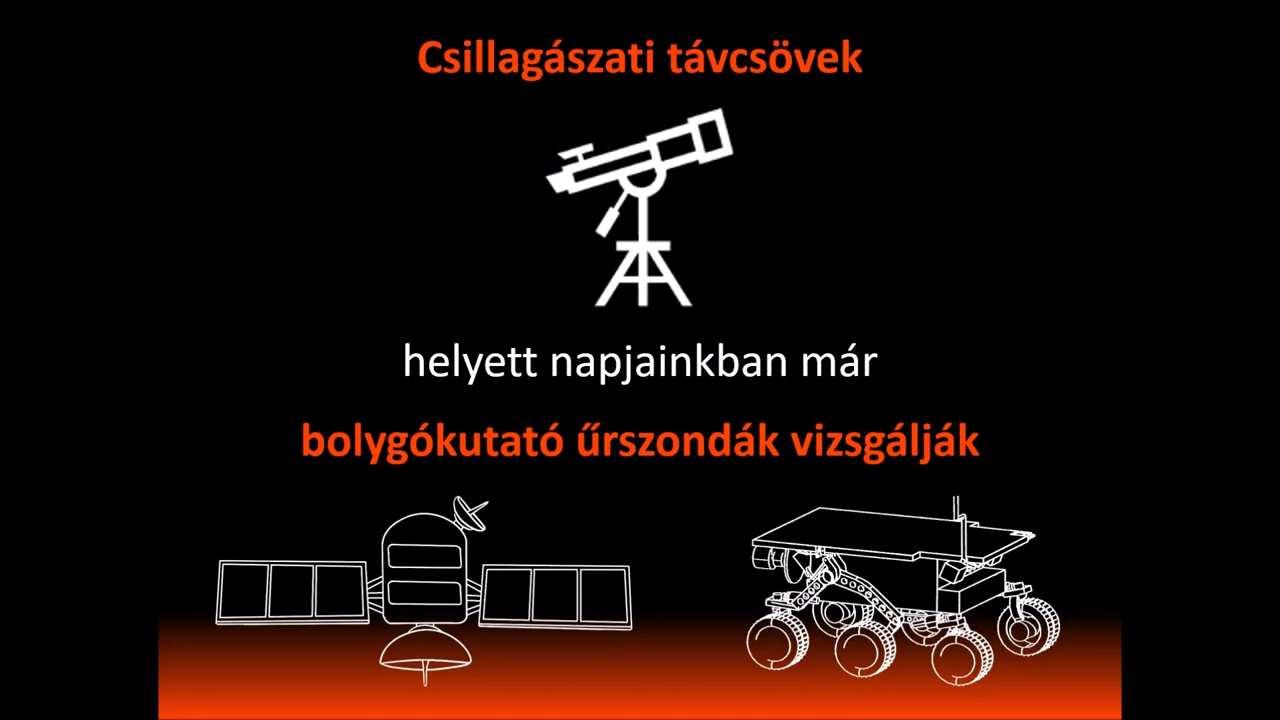 Csillagászati távcsövek
helyett napjainkban már
bolygókutató űrszondák vizsgálják